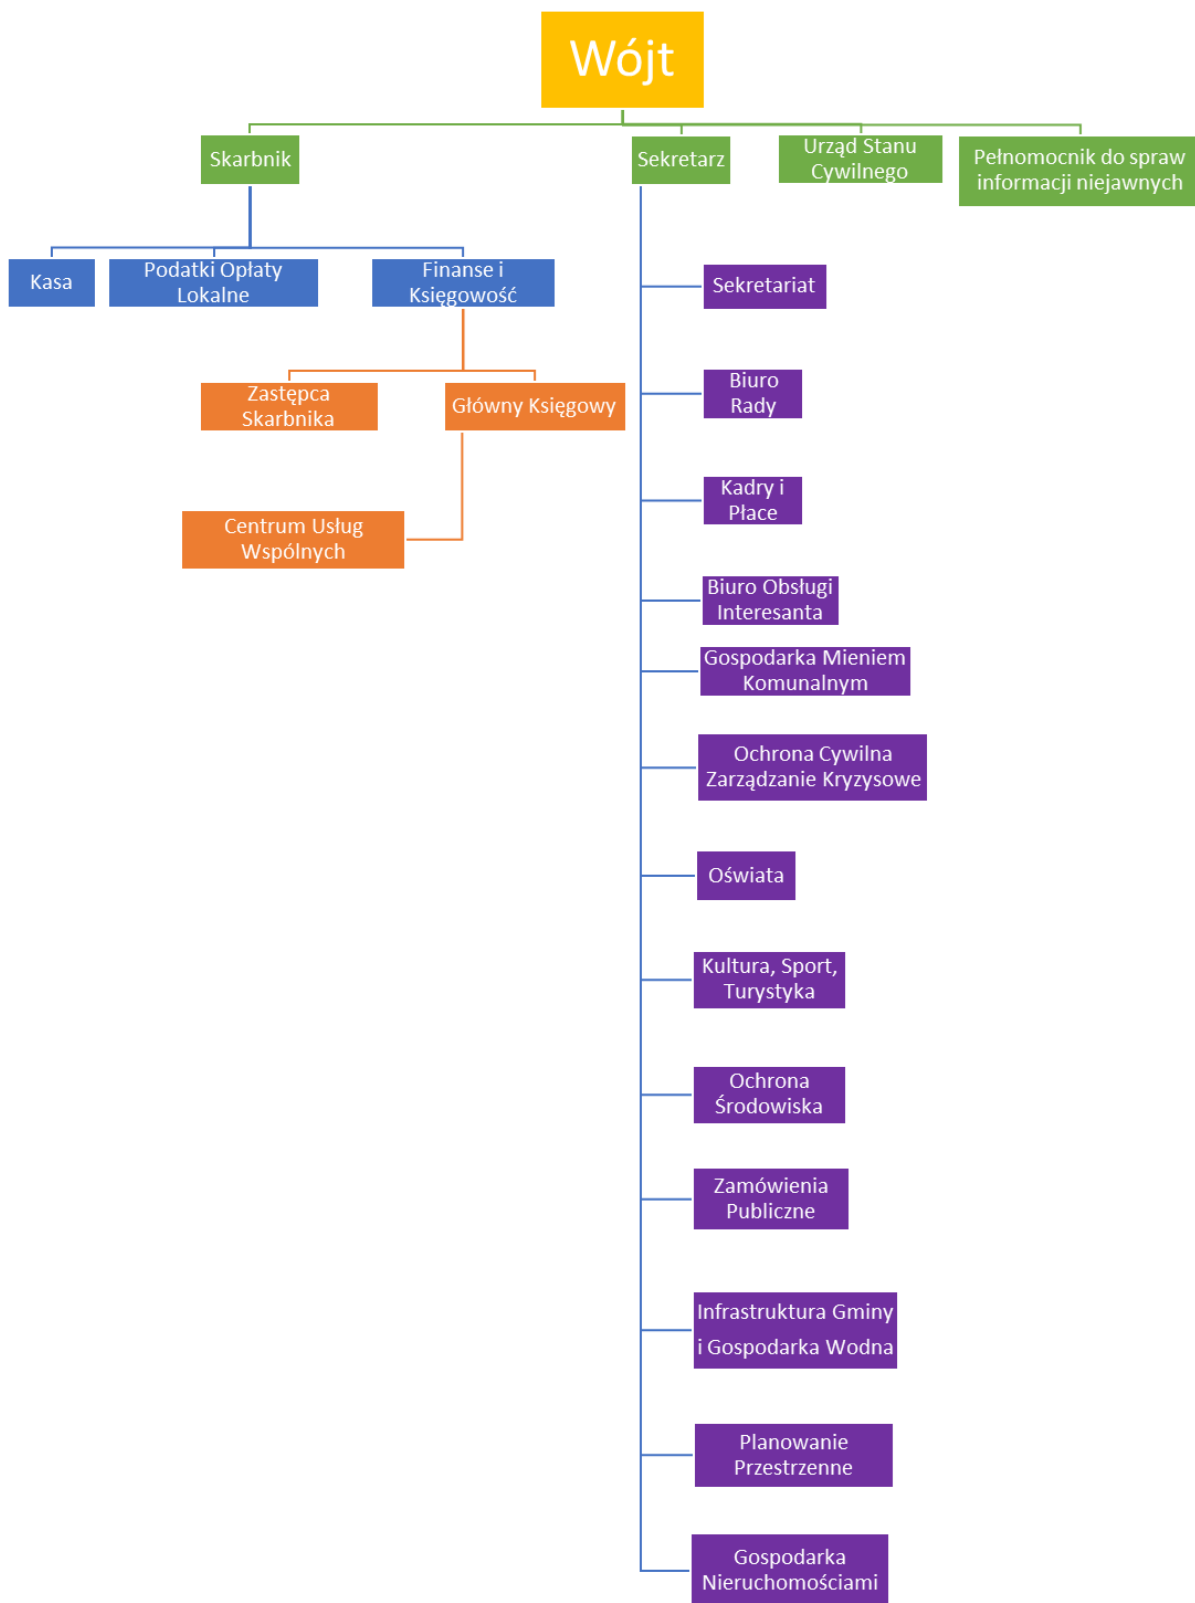 Wójt
Skarbnik
Sekretarz
Urząd Stanu
Cywilnego
Pełnomocnik do spraw
informacji niejawnych
Kasa
Podatki Opłaty
Lokalne
Finanse i
Księgowość
Zastępca
Skarbnika
Główny Księgowy
Centrum Usług
Wspólnych
Sekretariat
Biuro
Rady
Kadry i
Płace
Biuro Obsługi
Interesanta
Gospodarka Mieniem
Komunalnym
Ochrona Cywilna
Zarządzanie Kryzysowe
Oświata
Kultura, Sport,
Turystyka
Ochrona
Środowiska
Zamówienia
Publiczne
Infrastruktura Gminy
i Gospodarka Wodna
Planowanie
Przestrzenne
Gospodarka
Nieruchomościami